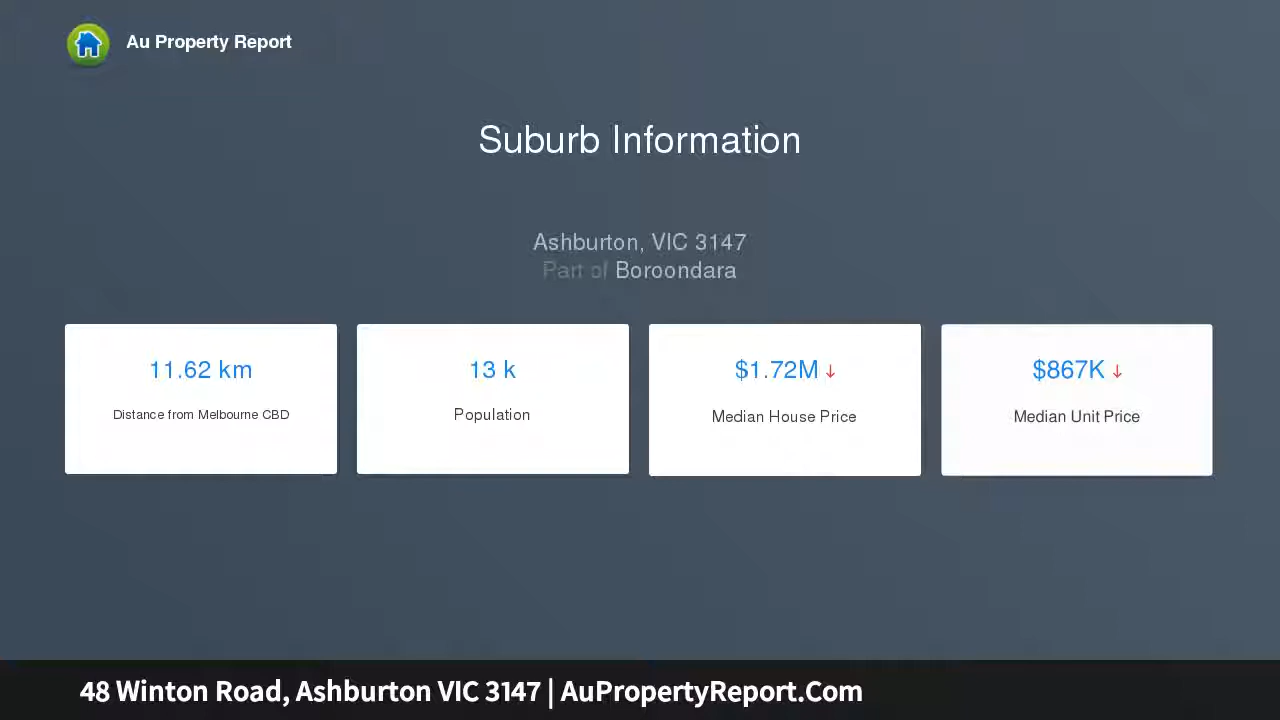 Au Property Report
Suburb Information
Ashburton, VIC 3147
Part of Boroondara
11.62 km
Distance from Melbourne CBD
13 k
Population
$1.72M ↓
Median House Price
$867K ↓
Median Unit Price
48 Winton Road, Ashburton VIC 3147 | AuPropertyReport.Com